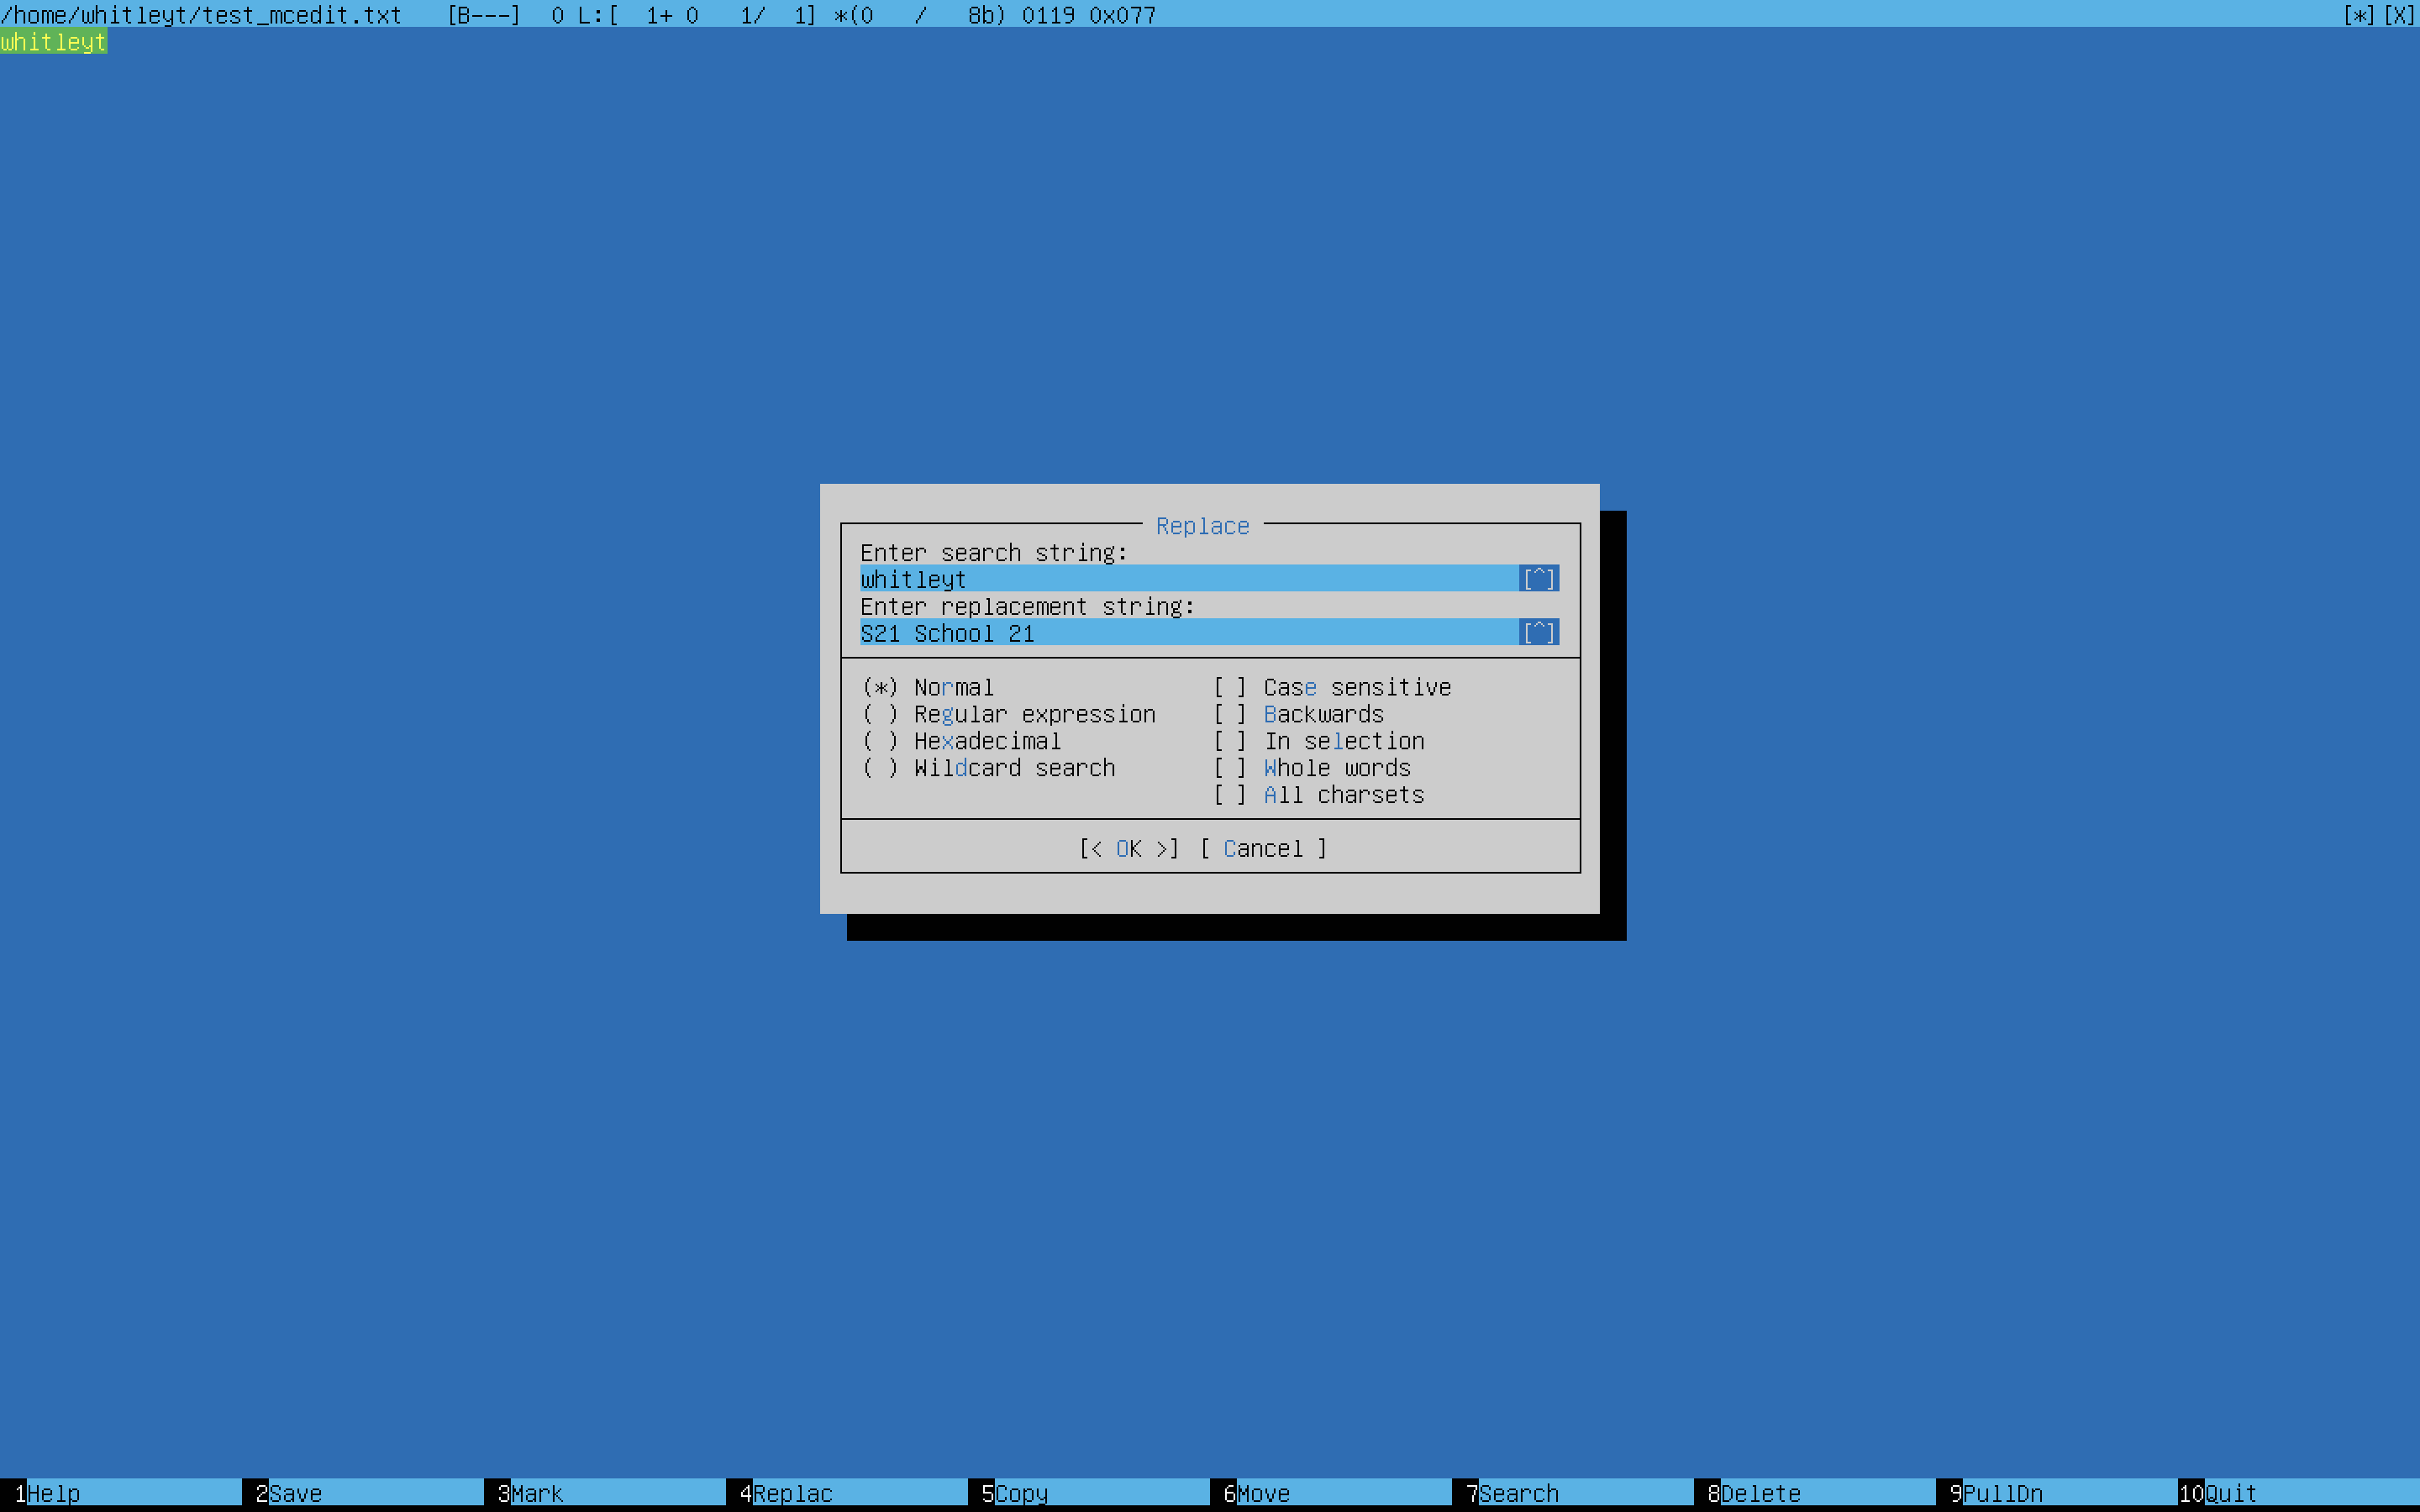 /home/whitleyt/test_mcedit.txt   [B---]  0 L:[  1+ 0   1/  1] *(0   /   8b) 0119 0x077   [*][X]
whitleyt
Replace
Enter search string:
whitleyt [^]
Enter replacement string:
S21 School 21 [^]
(*) Normal   [ ] Case sensitive
( ) Regular expression   [ ] Backwards
( ) Hexadecimal   [ ] In selection
( ) Wildcard search   [ ] Whole words
[ ] All charsets
[< OK >] [ Cancel ]
1Help 2Save 3Mark 4Replac 5Copy 6Move 7Search 8Delete 9PullDn 10Quit